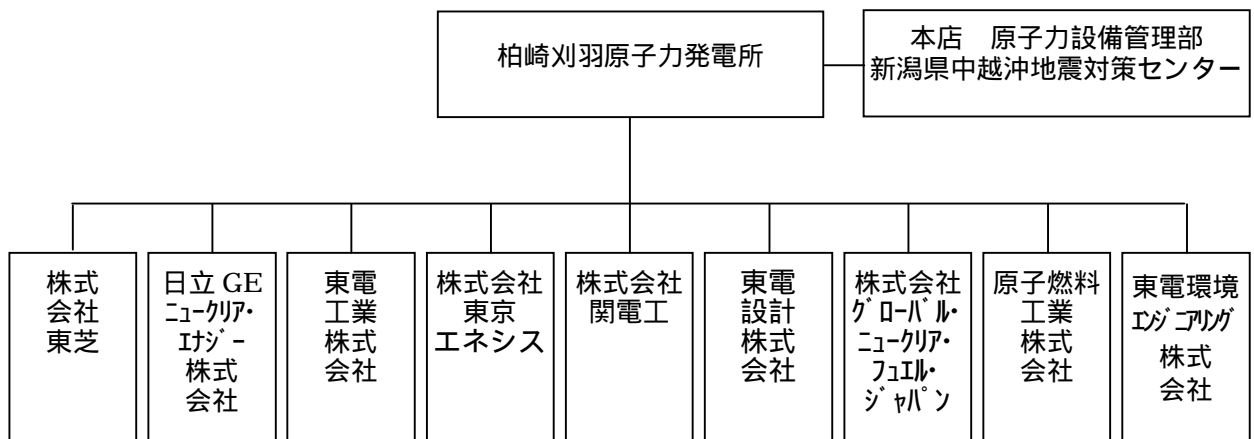 柏崎刈羽原子力発電所
本店　原子力設備管理部
新潟県中越沖地震対策センター
株式
会社
東芝
日立 GE
ﾆｭｰｸﾘｱ･
ｴﾅｼﾞｰ
株式
会社
東電
工業
株式
会社
株式会社
東京
エネシス
株式会社
関電工
東電
設計
株式
会社
株式会社
ｸﾞﾛｰﾊﾞﾙ･
ﾆｭｰｸﾘｱ･
ﾌｭｴﾙ･
ｼﾞｬﾊﾟﾝ
原子燃料
工業
株式
会社
東電環境
ｴﾝｼﾞﾆｱﾘﾝｸﾞ
株式
会社